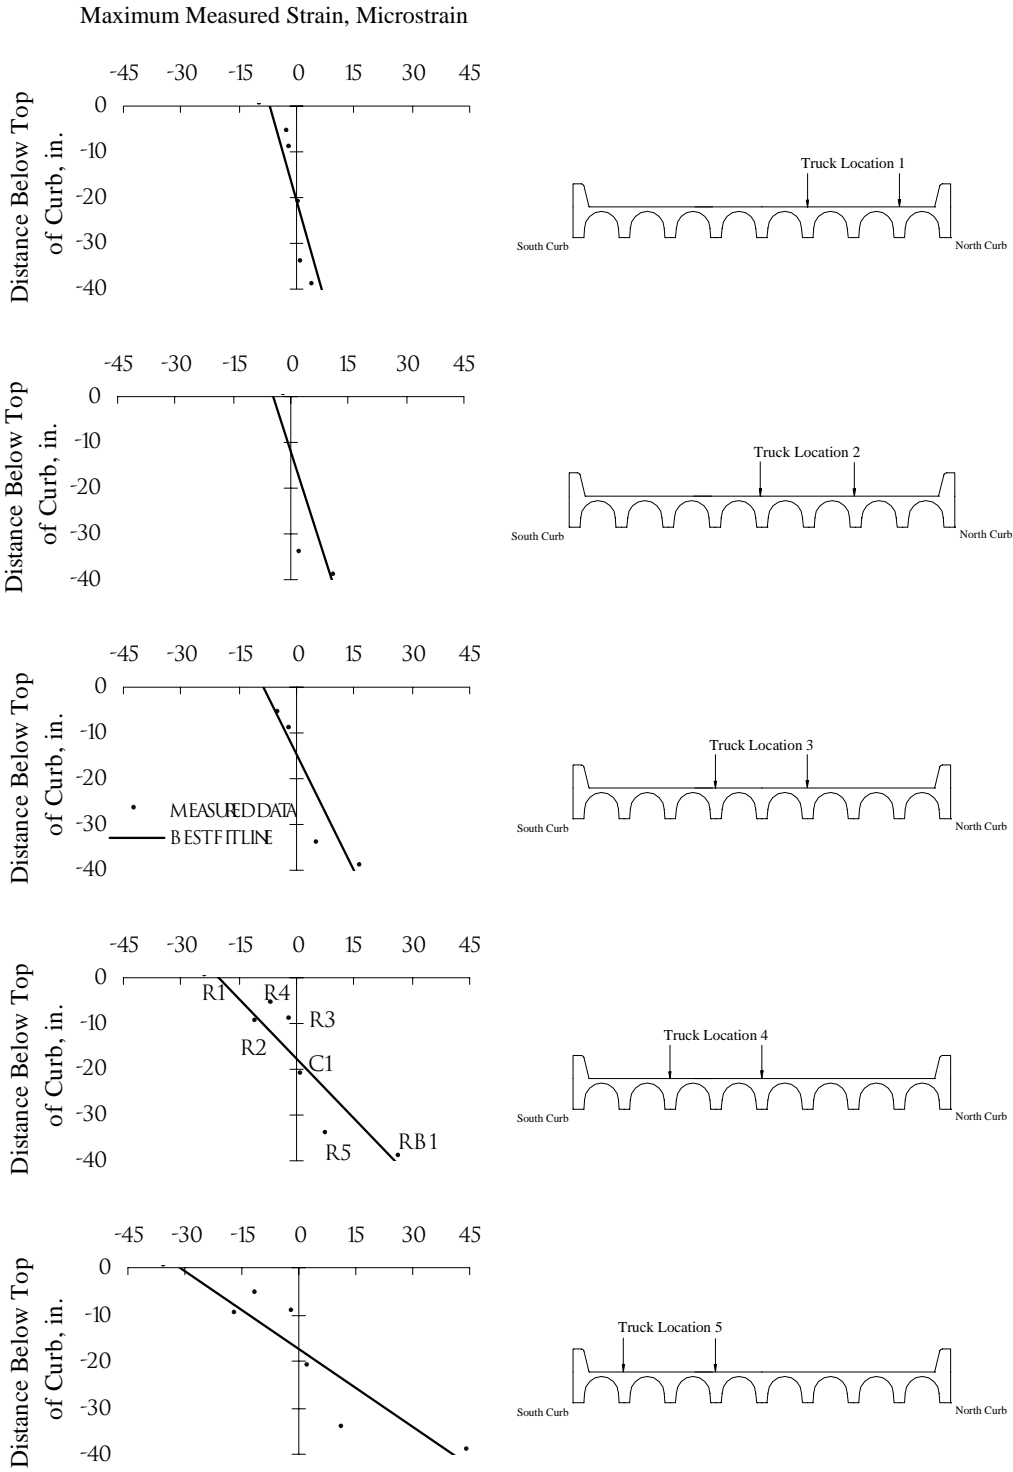 Maximum Measured Strain, Microstrain
-45 -30 -15 0 15 30 45
0
-10
-20
-30
-40
Distance Below Top
of Curb, in.
Truck Location 1
South Curb
North Curb
-45 -30 -15 0 15 30 45
0
-10
-20
-30
-40
Distance Below Top
of Curb, in.
Truck Location 2
South Curb
North Curb
-45 -30 -15 0 15 30 45
0
-10
-20
-30
-40
Distance Below Top
of Curb, in.
MEASURED DATA
BEST FIT LINE
Truck Location 3
South Curb
North Curb
-45 -30 -15 0 15 30 45
0
-10
-20
-30
-40
Distance Below Top
of Curb, in.
R1 R4
R3
R2
C1
R5
RB1
Truck Location 4
South Curb
North Curb
-45 -30 -15 0 15 30 45
0
-10
-20
-30
-40
Distance Below Top
of Curb, in.
Truck Location 5
South Curb
North Curb